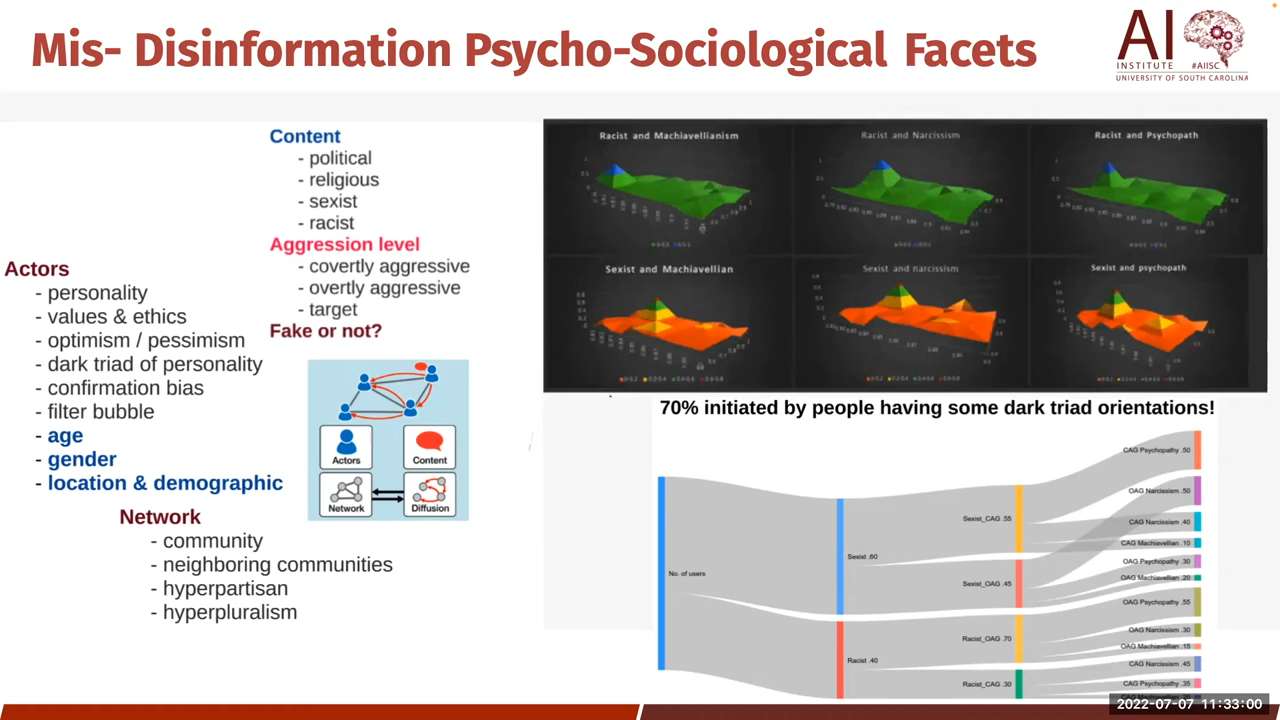 Mis- Disinformation Psycho-Sociological Facets
AI
INSTITUTE #AIISC
UNIVERSITY OF SOUTH CAROLINA
Content
- political
- religious
- sexist
- racist
Aggression level
- covertly aggressive
- overtly aggressive
- target
Fake or not?
Actors
- personality
- values & ethics
- optimism / pessimism
- dark triad of personality
- confirmation bias
- filter bubble
- age
- gender
- location & demographic
Network
- community
- neighboring communities
- hyperpartisan
- hyperpluralism
Actors
Content
Network
Diffusion
Racist and Machiavellianism
Racist and Narcissism
Racist and Psychopath
Sexist and Machiavellian
Sexist and narcissism
Sexist and psychopath
70% initiated by people having some dark triad orientations!
No. of users
Sexist .60
Racist .40
Sexist_CAG .55
Sexist_OAG .45
Racist_OAG .70
Racist_CAG .30
CAG Psychopathy .50
OAG Narcissism .50
CAG Narcissism .40
CAG Machiavellian .10
OAG Psychopathy .30
OAG Machiavellian .20
OAG Psychopathy .55
OAG Narcissism .30
OAG Machiavellian .15
CAG Narcissism .45
CAG Psychopathy .35
2022-07-07 11:33:00